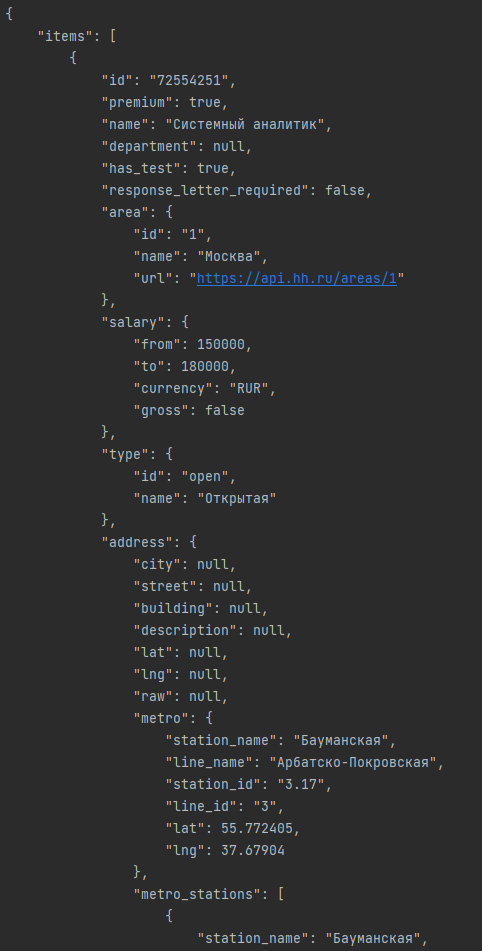 {
    "items": [
        {
            "id": "72554251",
            "premium": true,
            "name": "Системный аналитик",
            "department": null,
            "has_test": true,
            "response_letter_required": false,
            "area": {
                "id": "1",
                "name": "Москва",
                "url": "https://api.hh.ru/areas/1"
            },
            "salary": {
                "from": 150000,
                "to": 180000,
                "currency": "RUR",
                "gross": false
            },
            "type": {
                "id": "open",
                "name": "Открытая"
            },
            "address": {
                "city": null,
                "street": null,
                "building": null,
                "description": null,
                "lat": null,
                "lng": null,
                "raw": null,
                "metro": {
                    "station_name": "Бауманская",
                    "line_name": "Арбатско-Покровская",
                    "station_id": "3.17",
                    "line_id": "3",
                    "lat": 55.772405,
                    "lng": 37.67904
                },
                "metro_stations": [
                    {
                        "station_name": "Бауманская",